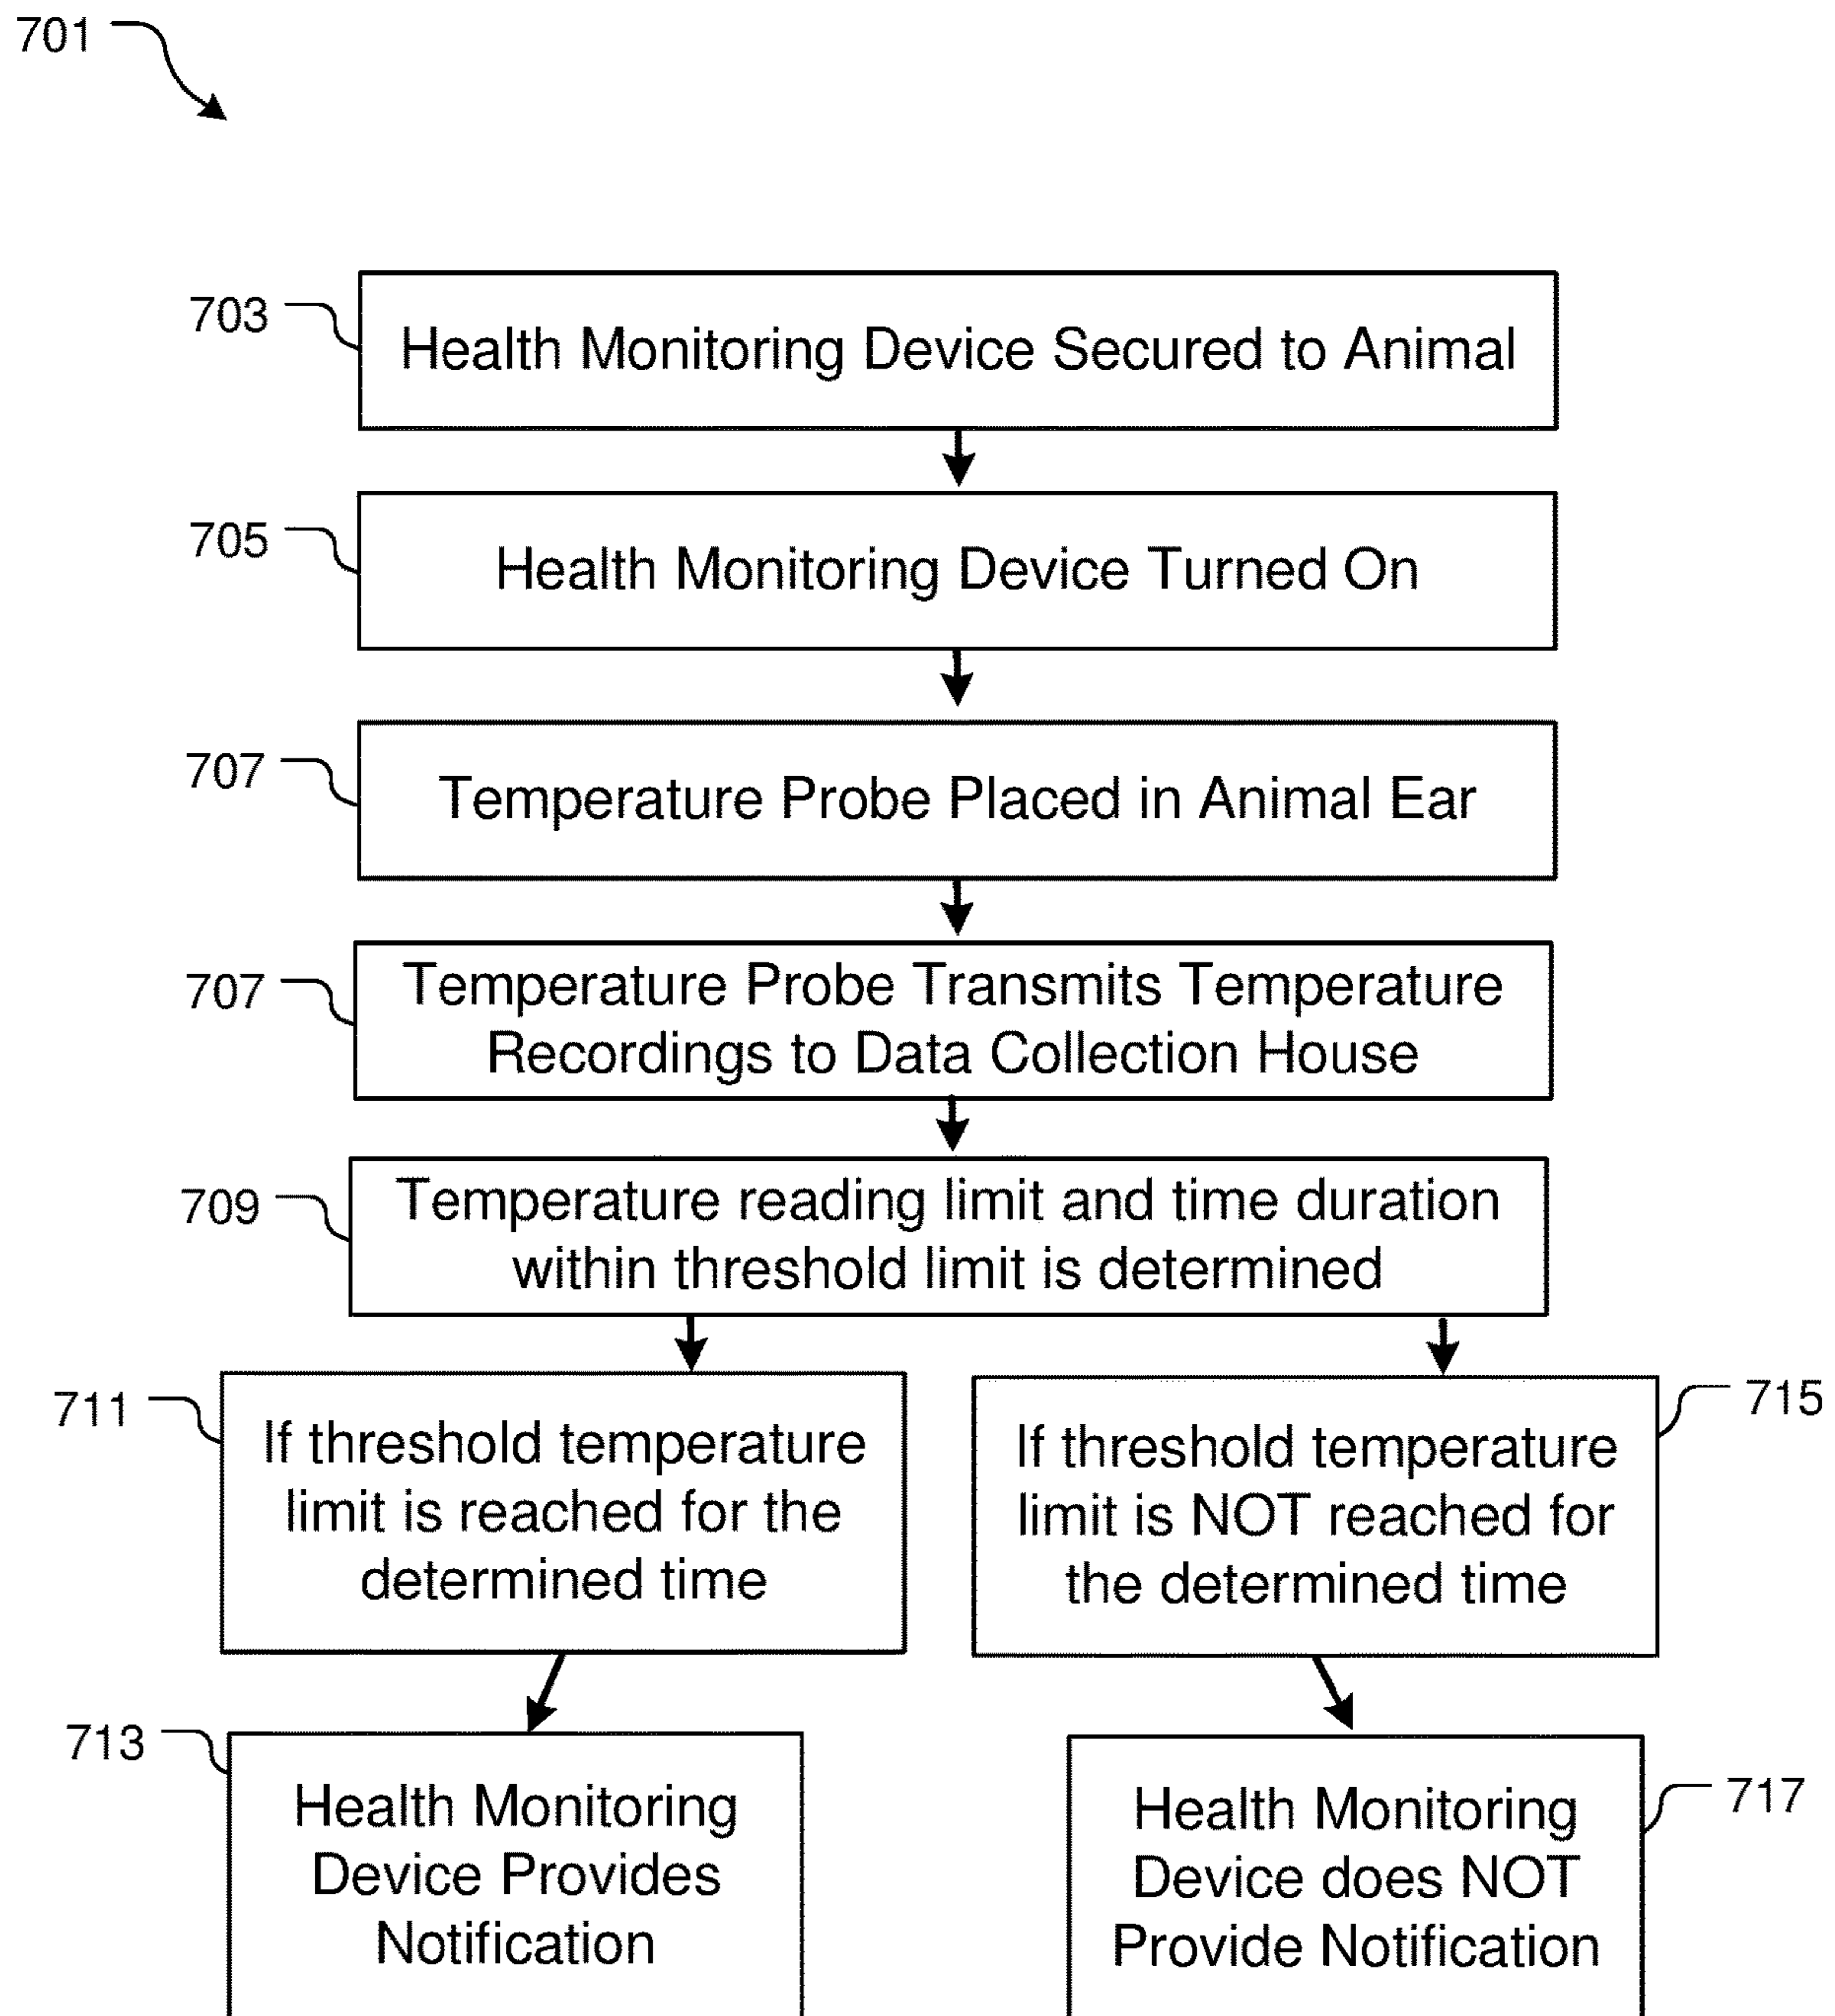 701
703
Health Monitoring Device Secured to Animal
705
Health Monitoring Device Turned On
707
Temperature Probe Placed in Animal Ear
707
Temperature Probe Transmits Temperature
Recordings to Data Collection House
709
Temperature reading limit and time duration
within threshold limit is determined
711
If threshold temperature
limit is reached for the
determined time
715
If threshold temperature
limit is NOT reached for
the determined time
713
Health Monitoring
Device Provides
Notification
717
Health Monitoring
Device does NOT
Provide Notification